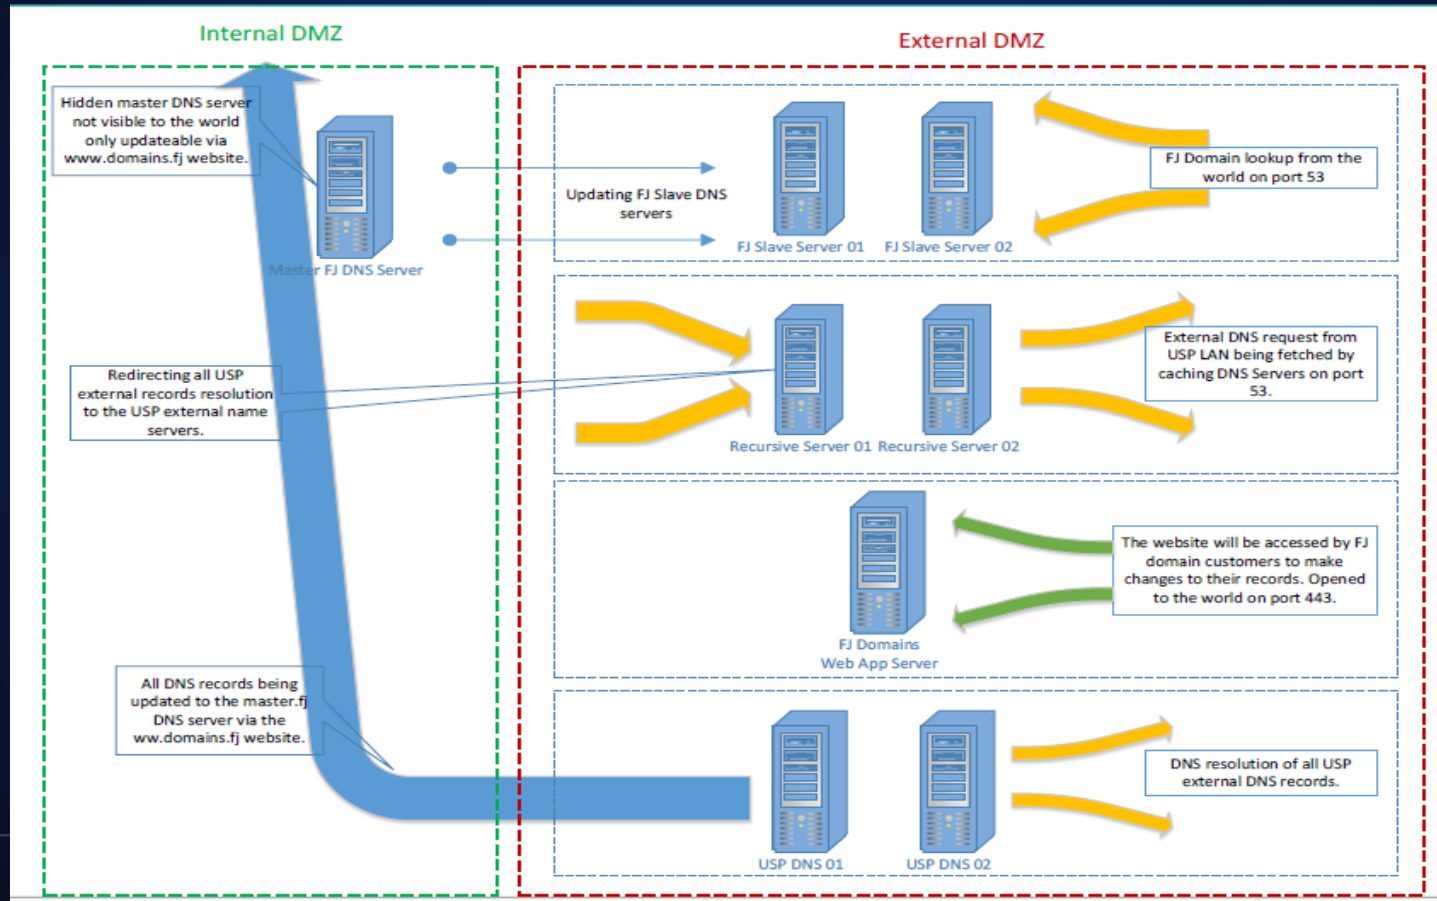 Internal DMZ
External DMZ
Hidden master DNS server
not visible to the world
only updateable via
www.domains.fj website.
Master FJ DNS Server
Updating FJ Slave DNS
servers
FJ Slave Server 01
FJ Slave Server 02
FJ Domain lookup from the
world on port 53
Redirecting all USP
external records resolution
to the USP external name
servers.
Recursive Server 01
Recursive Server 02
External DNS request from
USP LAN being fetched by
caching DNS Servers on port
53.
FJ Domains
Web App Server
The website will be accessed by FJ
domain customers to make
changes to their records. Opened
to the world on port 443.
All DNS records being
updated to the master.fj
DNS server via the
ww.domains.fj website.
USP DNS 01
USP DNS 02
DNS resolution of all USP
external DNS records.